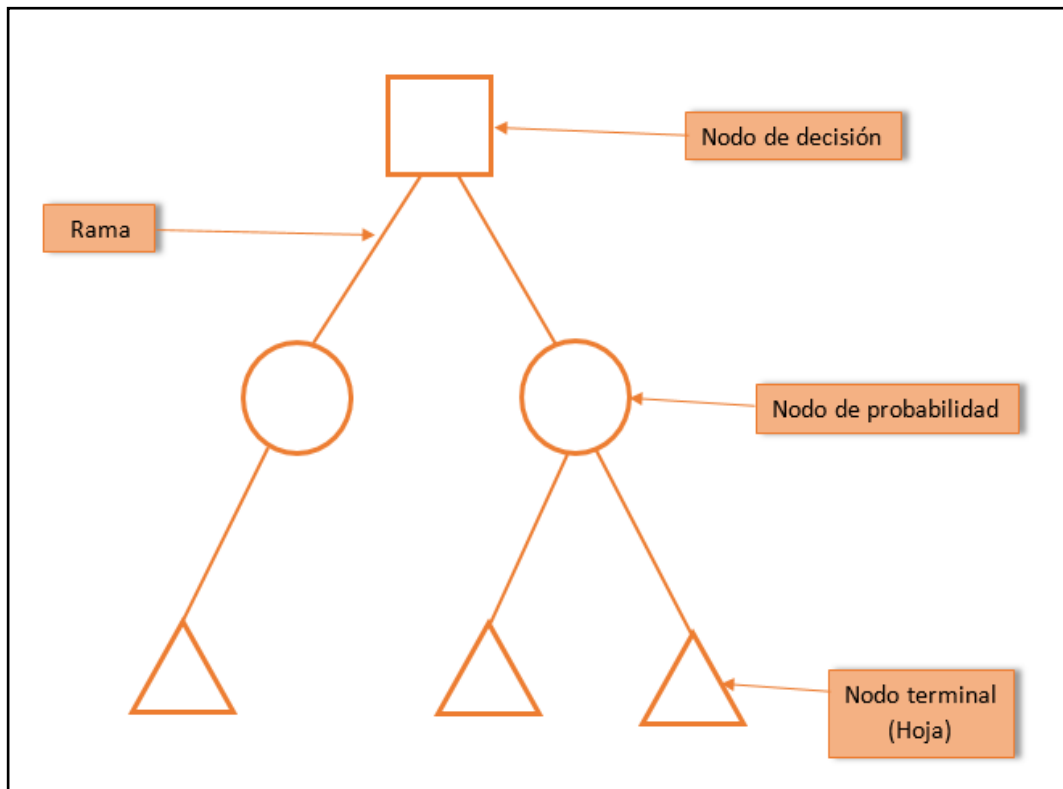 Nodo de decisión
Rama
Nodo de probabilidad
Nodo terminal
(Hoja)